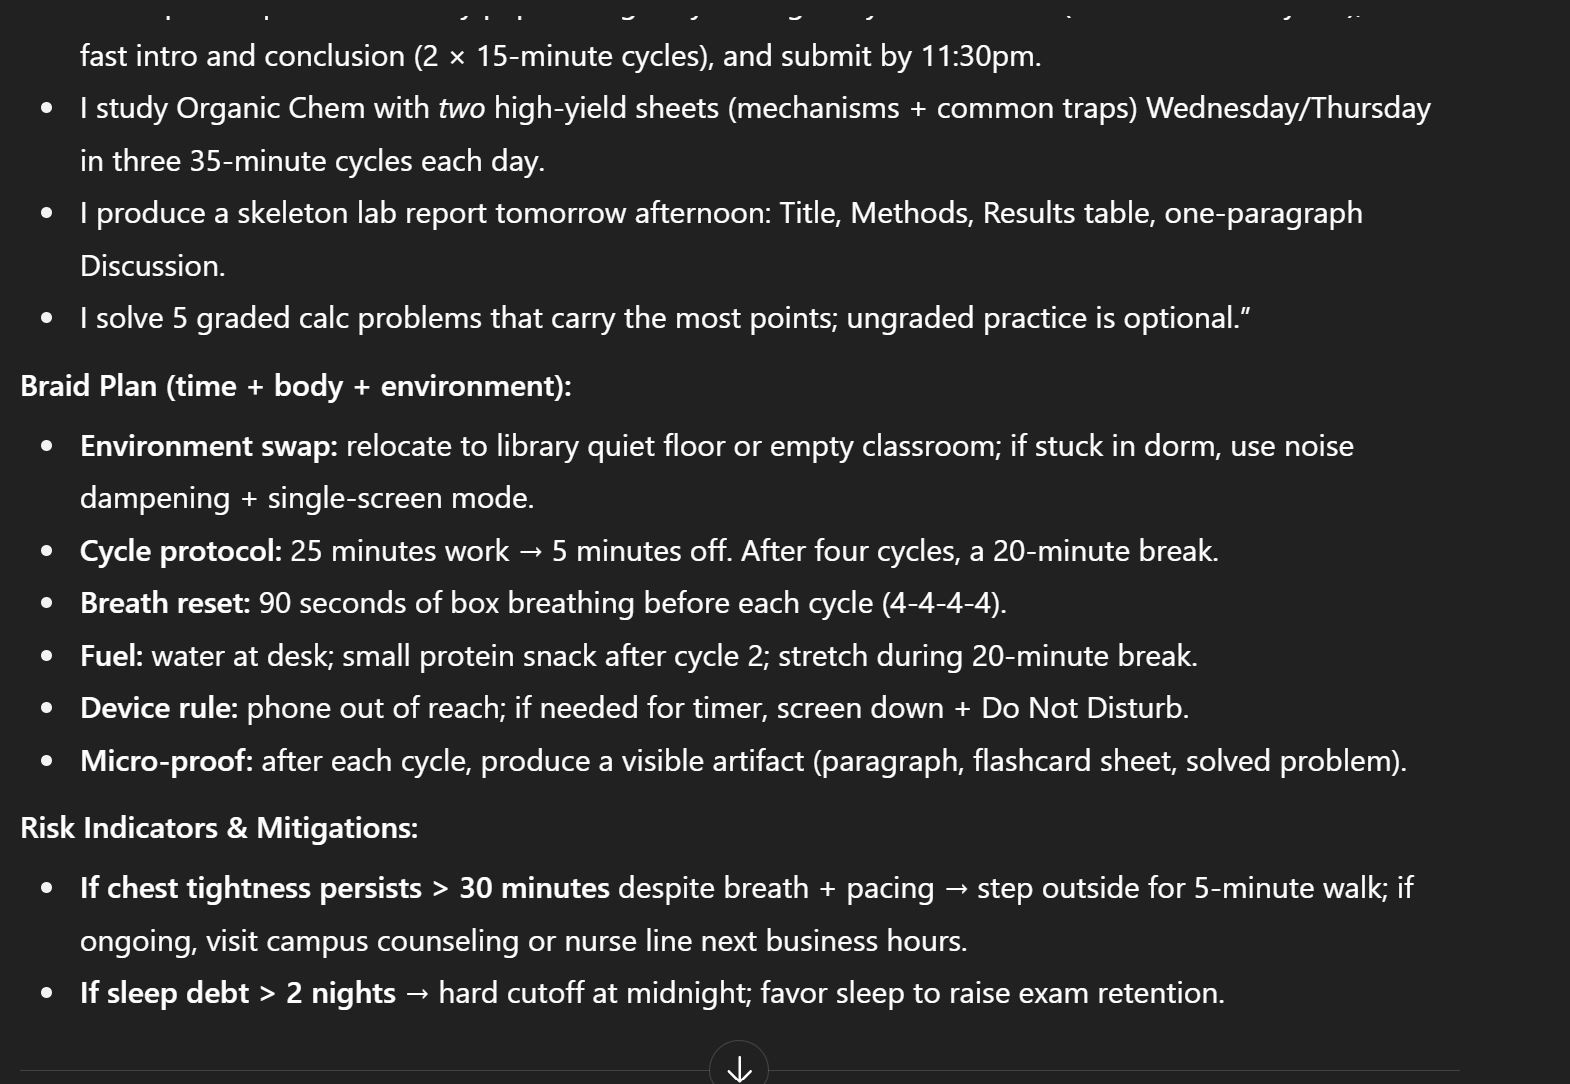 fast intro and conclusion (2 × 15-minute cycles), and submit by 11:30pm.
• I study Organic Chem with two high-yield sheets (mechanisms + common traps) Wednesday/Thursday
in three 35-minute cycles each day.
• I produce a skeleton lab report tomorrow afternoon: Title, Methods, Results table, one-paragraph
Discussion.
• I solve 5 graded calc problems that carry the most points; ungraded practice is optional.”
Braid Plan (time + body + environment):
• Environment swap: relocate to library quiet floor or empty classroom; if stuck in dorm, use noise
dampening + single-screen mode.
• Cycle protocol: 25 minutes work → 5 minutes off. After four cycles, a 20-minute break.
• Breath reset: 90 seconds of box breathing before each cycle (4-4-4-4).
• Fuel: water at desk; small protein snack after cycle 2; stretch during 20-minute break.
• Device rule: phone out of reach; if needed for timer, screen down + Do Not Disturb.
• Micro-proof: after each cycle, produce a visible artifact (paragraph, flashcard sheet, solved problem).
Risk Indicators & Mitigations:
• If chest tightness persists > 30 minutes despite breath + pacing → step outside for 5-minute walk; if
ongoing, visit campus counseling or nurse line next business hours.
• If sleep debt > 2 nights → hard cutoff at midnight; favor sleep to raise exam retention.